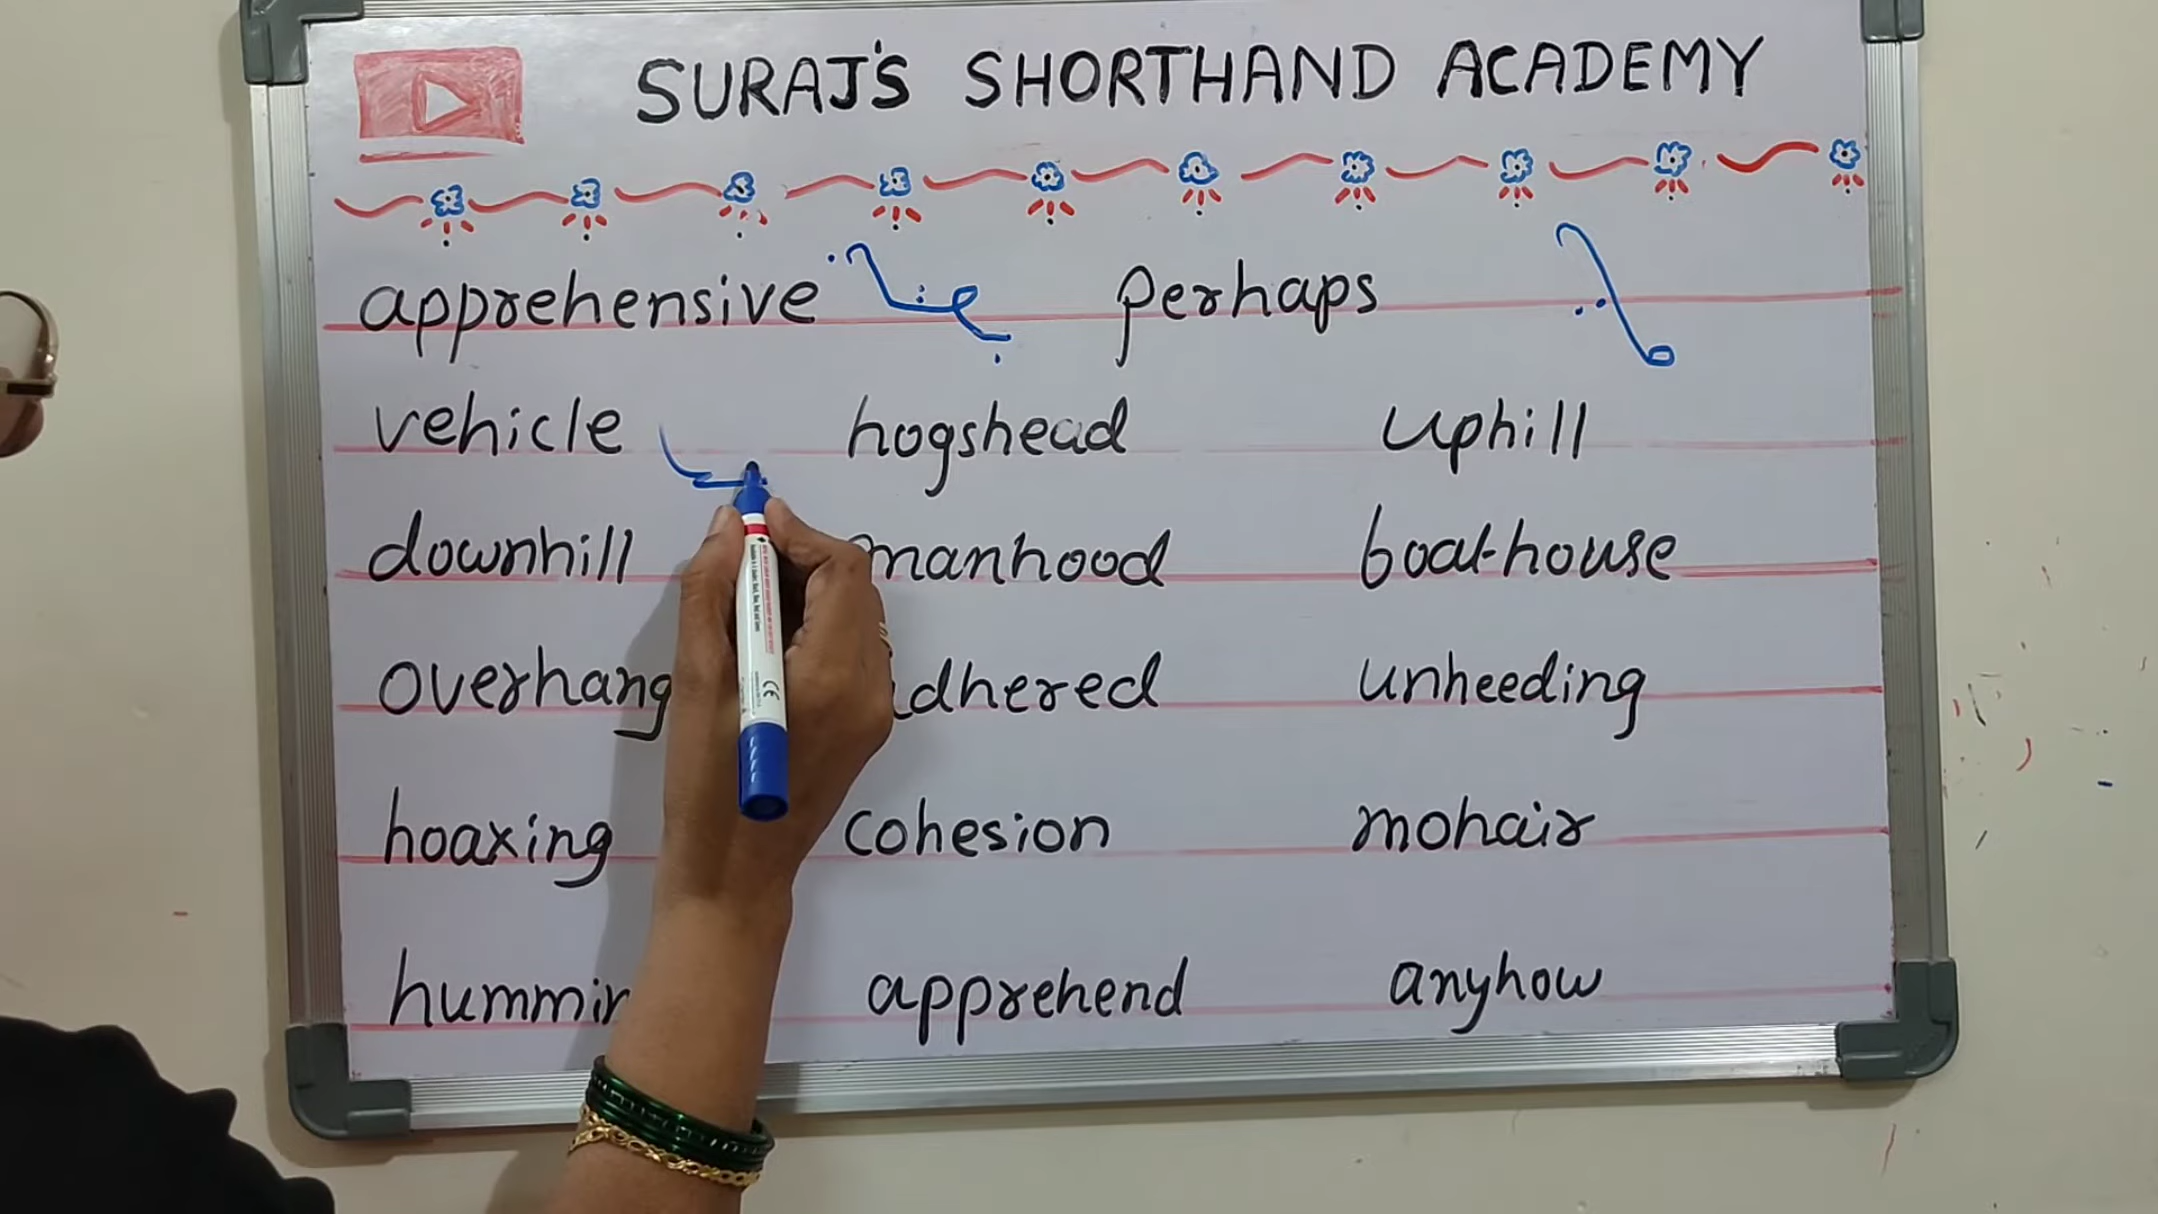 SURAJ'S SHORTHAND ACADEMY
apprehensive perhaps
vehicle hogshead uphill
downhill manhood boat-house
overhang adhered unheeding
hoaxing cohesion mohair
apprehend anyhow